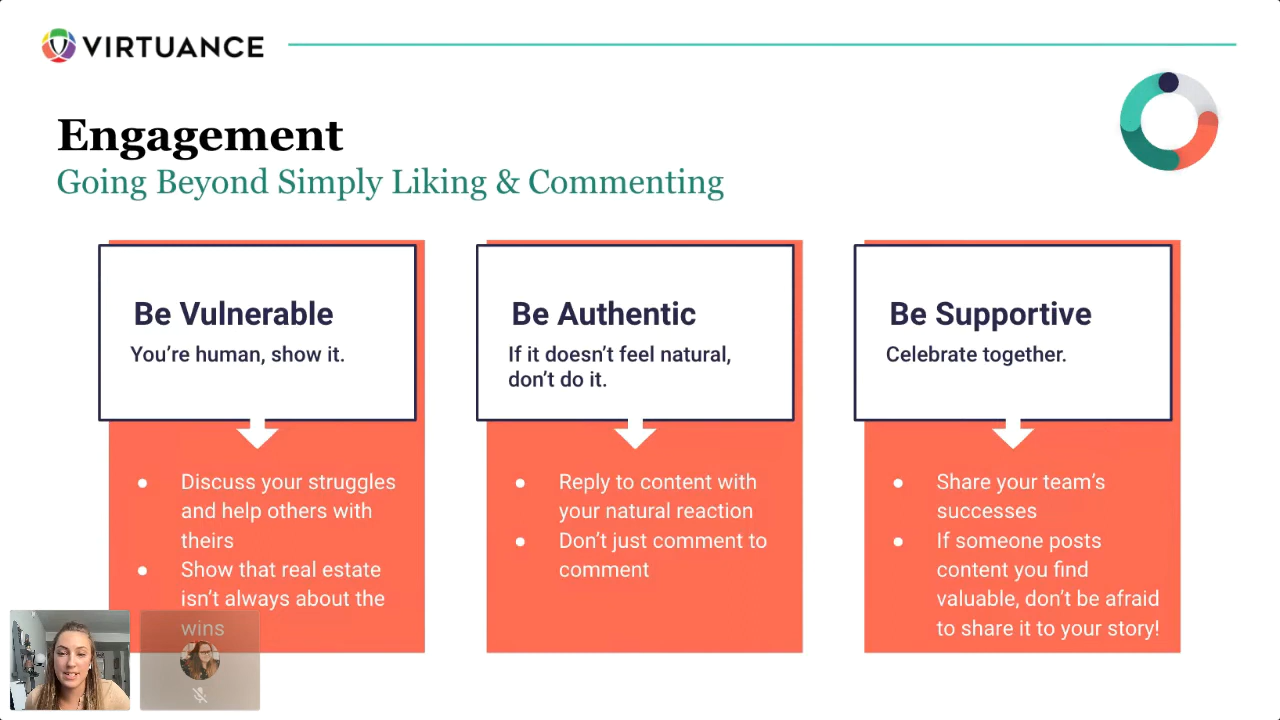 VIRTUANCE
Engagement
Going Beyond Simply Liking & Commenting
Be Vulnerable
You're human, show it.
● Discuss your struggles
and help others with
theirs
● Show that real estate
isn't always about the
wins
Be Authentic
If it doesn't feel natural,
don't do it.
● Reply to content with
your natural reaction
● Don't just comment to
comment
Be Supportive
Celebrate together.
● Share your team's
successes
● If someone posts
content you find
valuable, don't be afraid
to share it to your story!